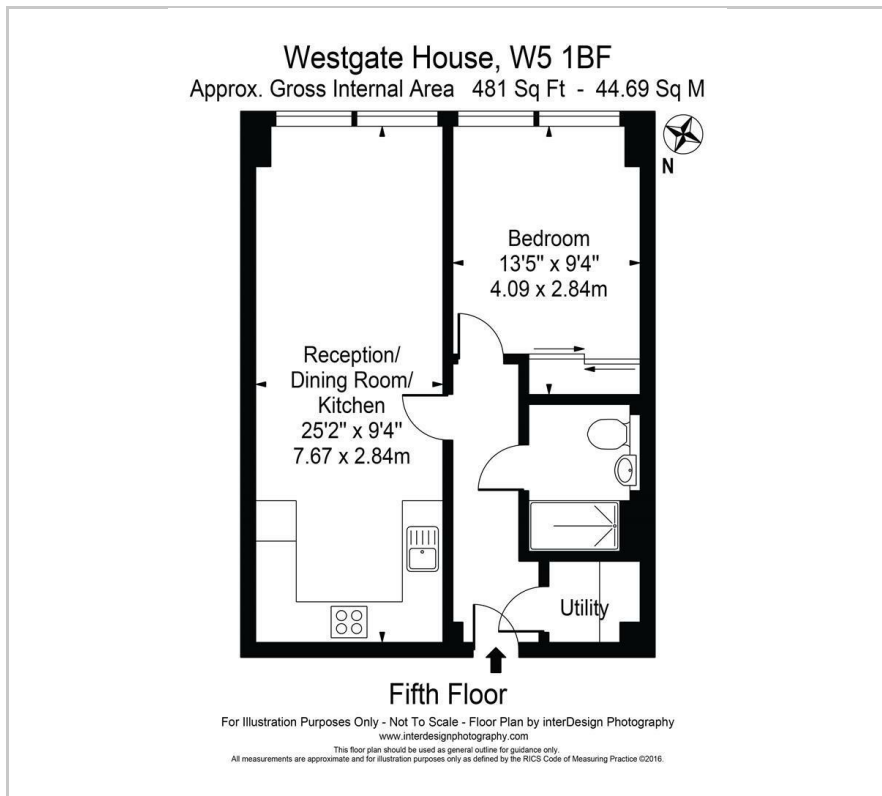 Westgate House, W5 1BF
Approx. Gross Internal Area 481 Sq Ft - 44.69 Sq M
N
Bedroom
13'5" x 9'4"
4.09 x 2.84m
Reception/
Dining Room/
Kitchen
25'2" x 9'4"
7.67 x 2.84m
Utility
Fifth Floor
For Illustration Purposes Only - Not To Scale - Floor Plan by interDesign Photography
www.interdesignphotography.com
This floor plan should be used as general outline for guidance only.
All measurements are approximate and for illustration purposes only as defined by the RICS Code of Measuring Practice ©2016.